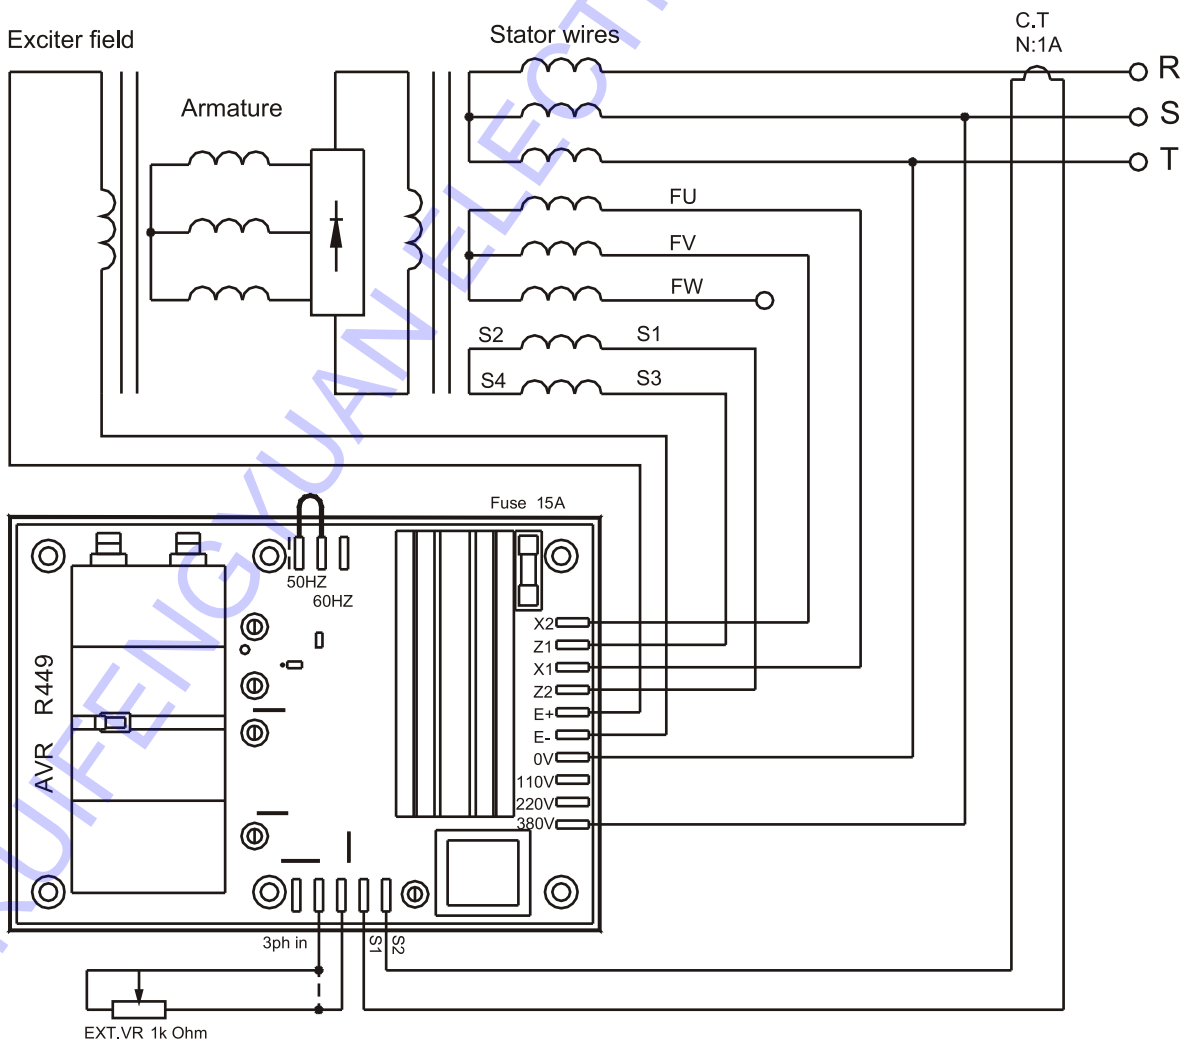 C.T
N:1A
Exciter field
Stator wires
R
S
T
Armature
FU
FV
FW
S2
S1
S4
S3
Fuse 15A
50HZ
60HZ
X2
Z1
X1
Z2
E+
E-
0V
110V
220V
380V
AVR R449
3ph in
S1
S2
EXT.VR 1k Ohm